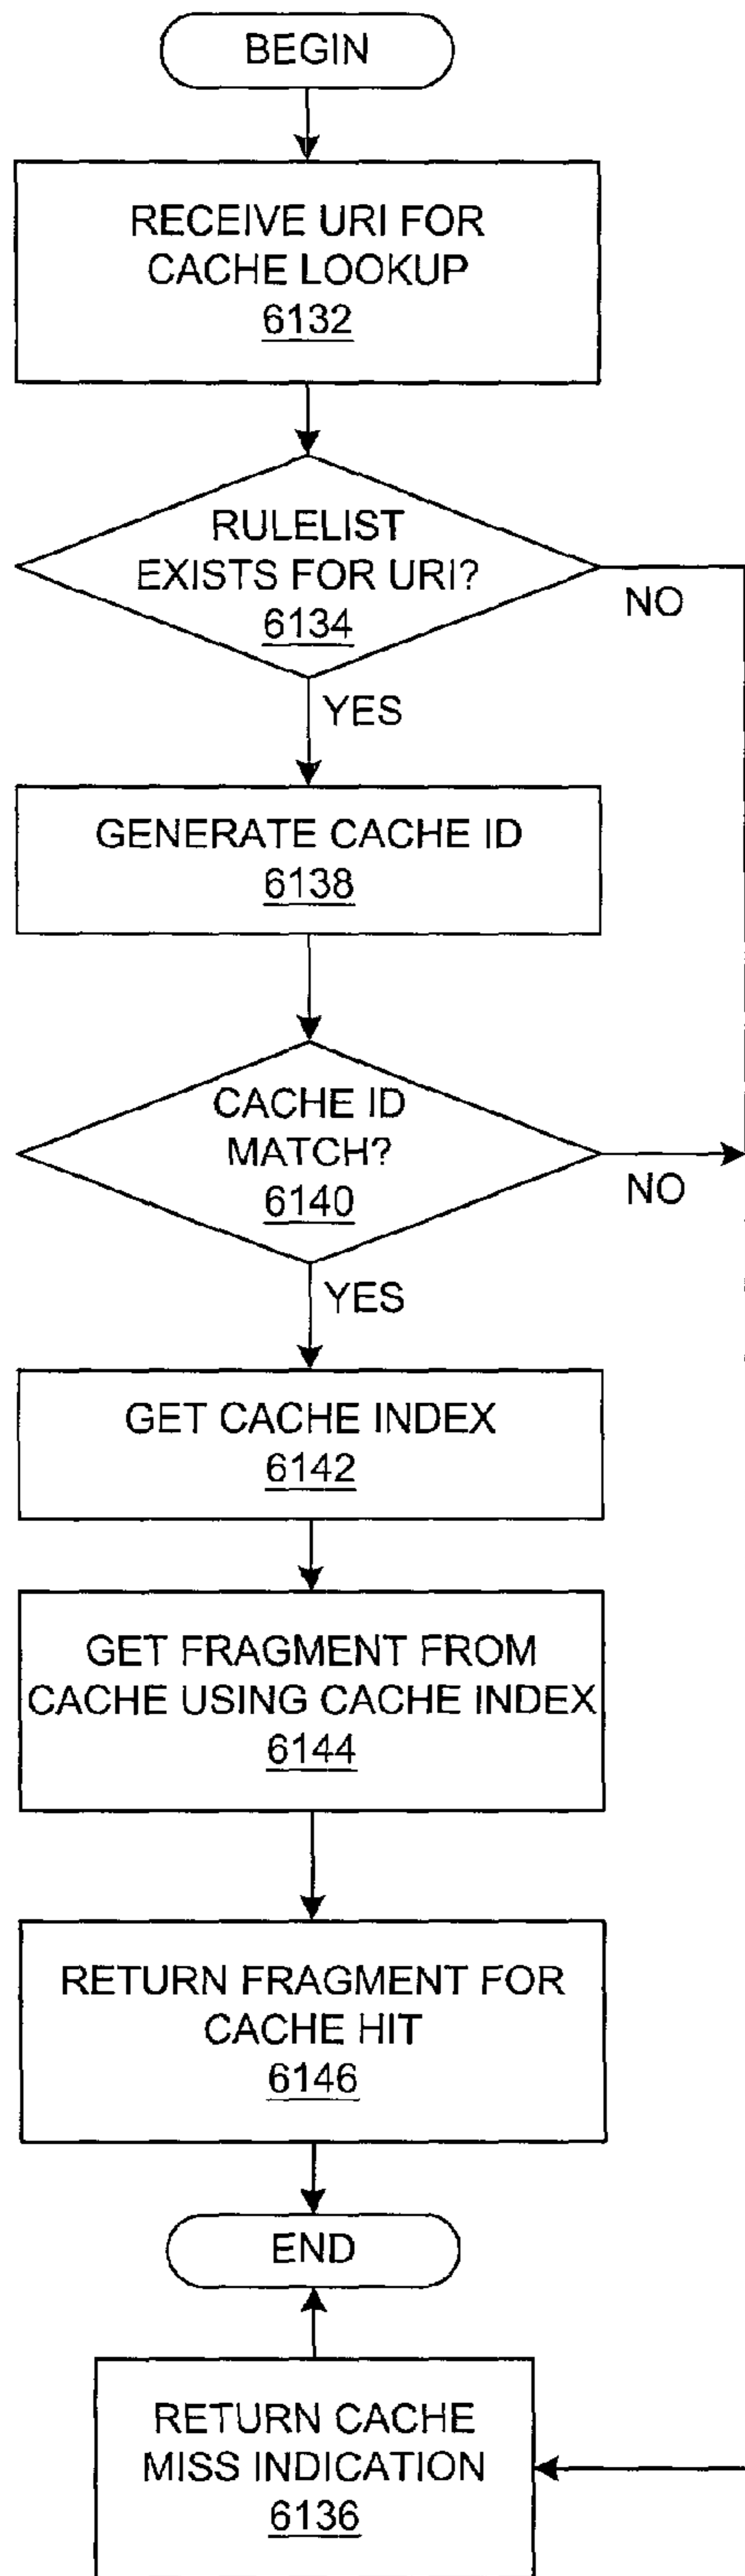 BEGIN
RECEIVE URI FOR
CACHE LOOKUP
6132
RULELIST
EXISTS FOR URI?
6134
NO
YES
GENERATE CACHE ID
6138
CACHE ID
MATCH?
6140
NO
YES
GET CACHE INDEX
6142
GET FRAGMENT FROM
CACHE USING CACHE INDEX
6144
RETURN FRAGMENT FOR
CACHE HIT
6146
END
RETURN CACHE
MISS INDICATION
6136